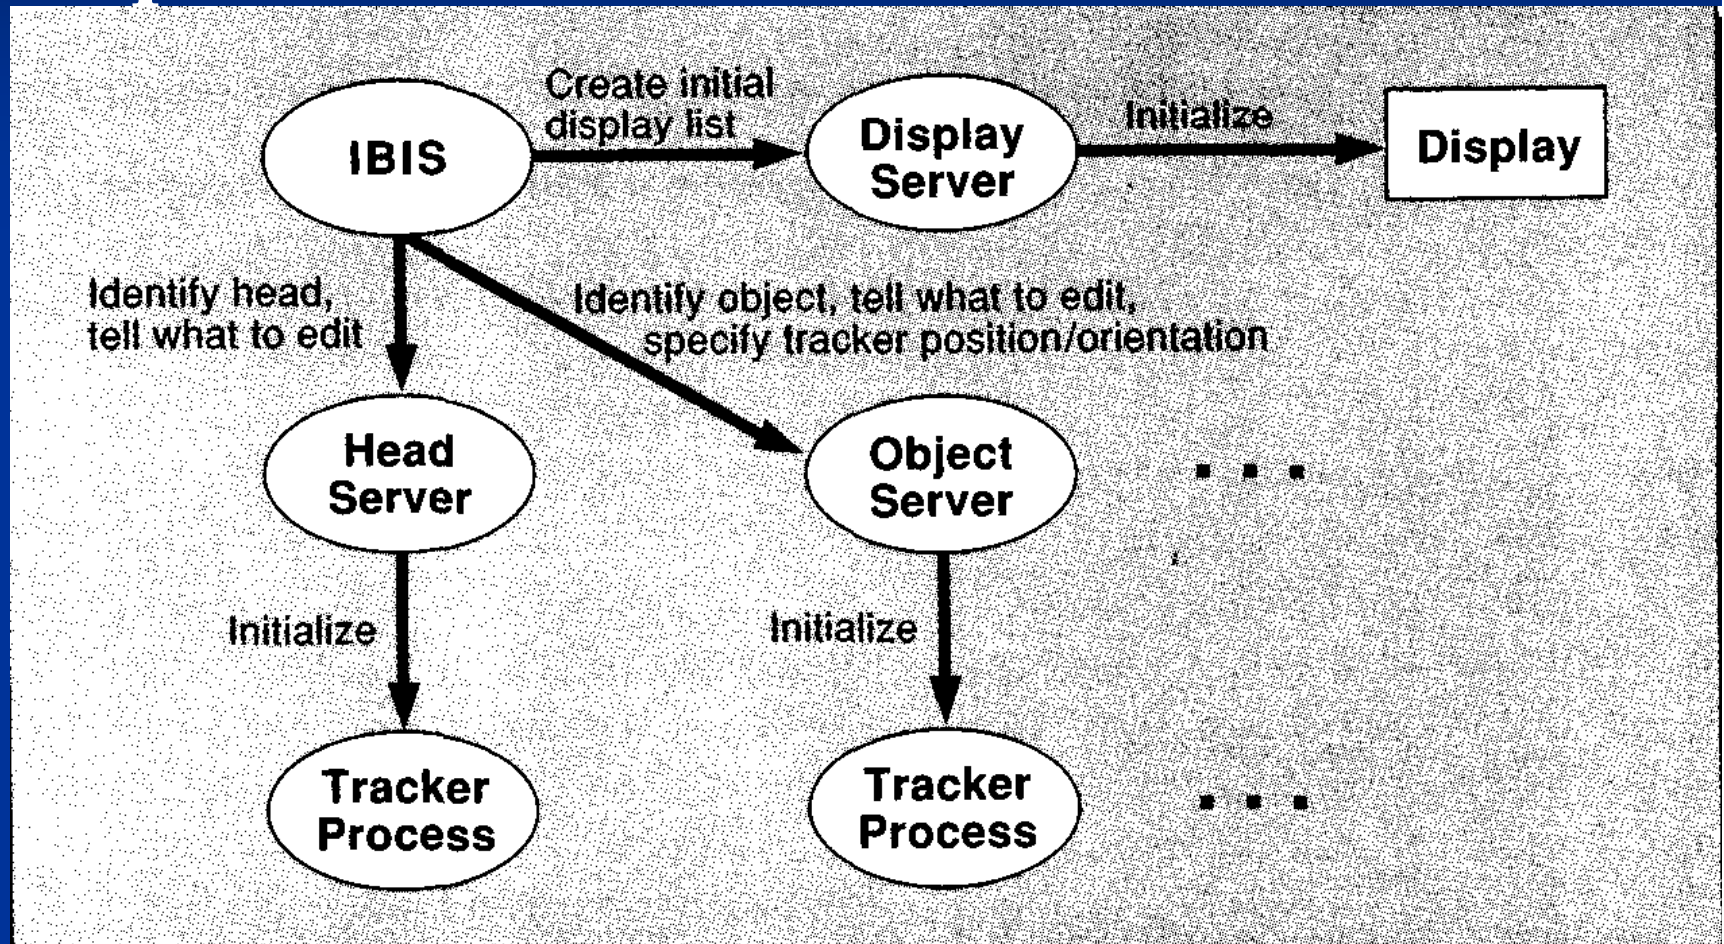 Create initial
display list
IBIS
Display
Server
Initialize
Display
Identify head,
tell what to edit
Identify object, tell what to edit,
specify tracker position/orientation
Head
Server
Object
Server
Initialize
Initialize
Tracker
Process
Tracker
Process